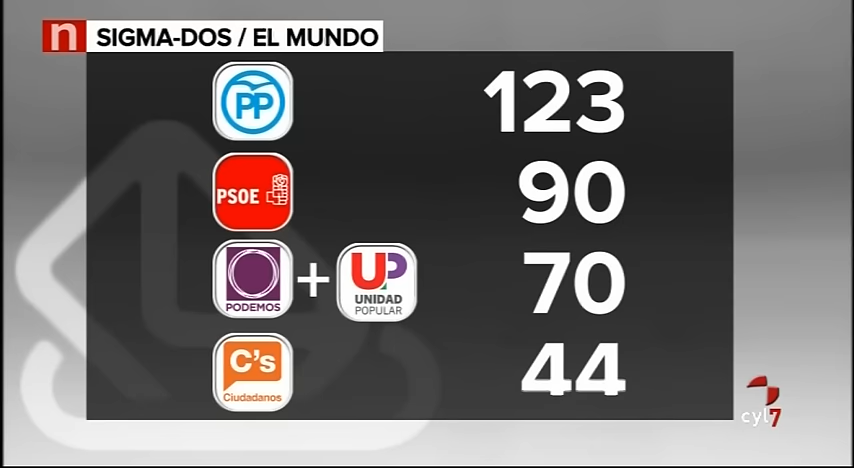 n SIGMA-DOS / EL MUNDO
PP 123
PSOE 90
PODEMOS + UP UNIDAD POPULAR 70
C's Ciudadanos 44
cyl7